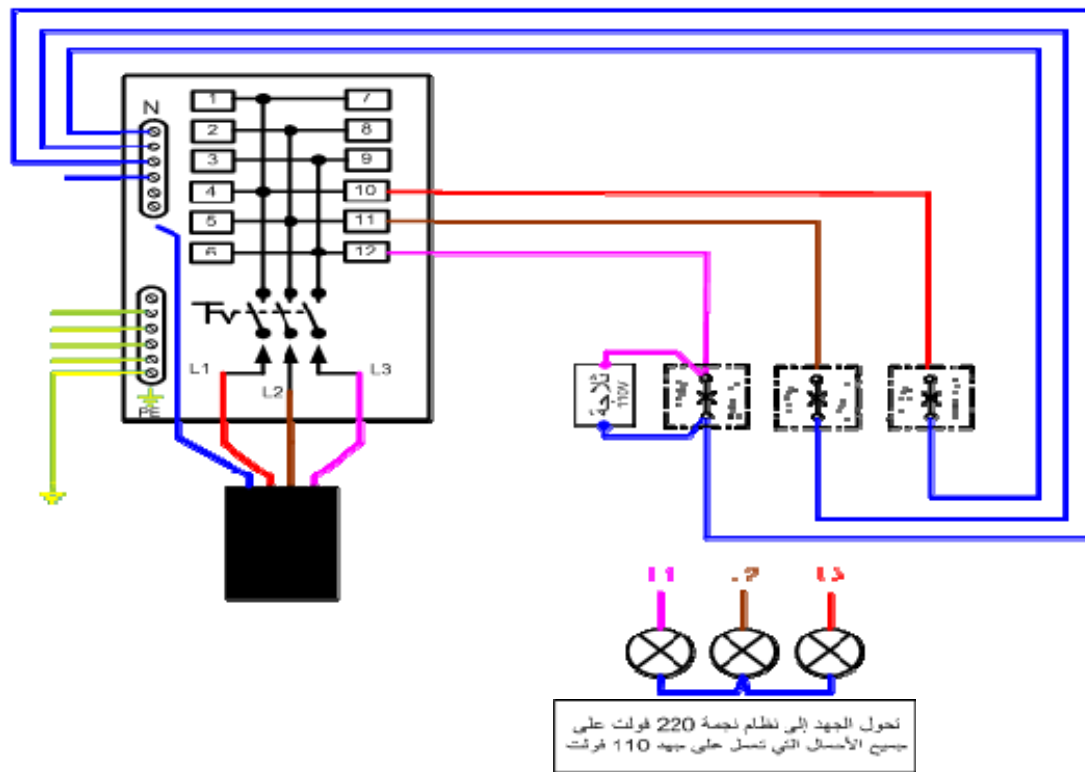 N
1 7
2 8
3 9
4 10
5 11
6 12
L1
L2
L3
PE
ثلاجة
110V
L1
L3
تحول الجهد إلى نظام نجمة 220 فولت على
جميع الأحمال التي تعمل على جهد 110 فولت